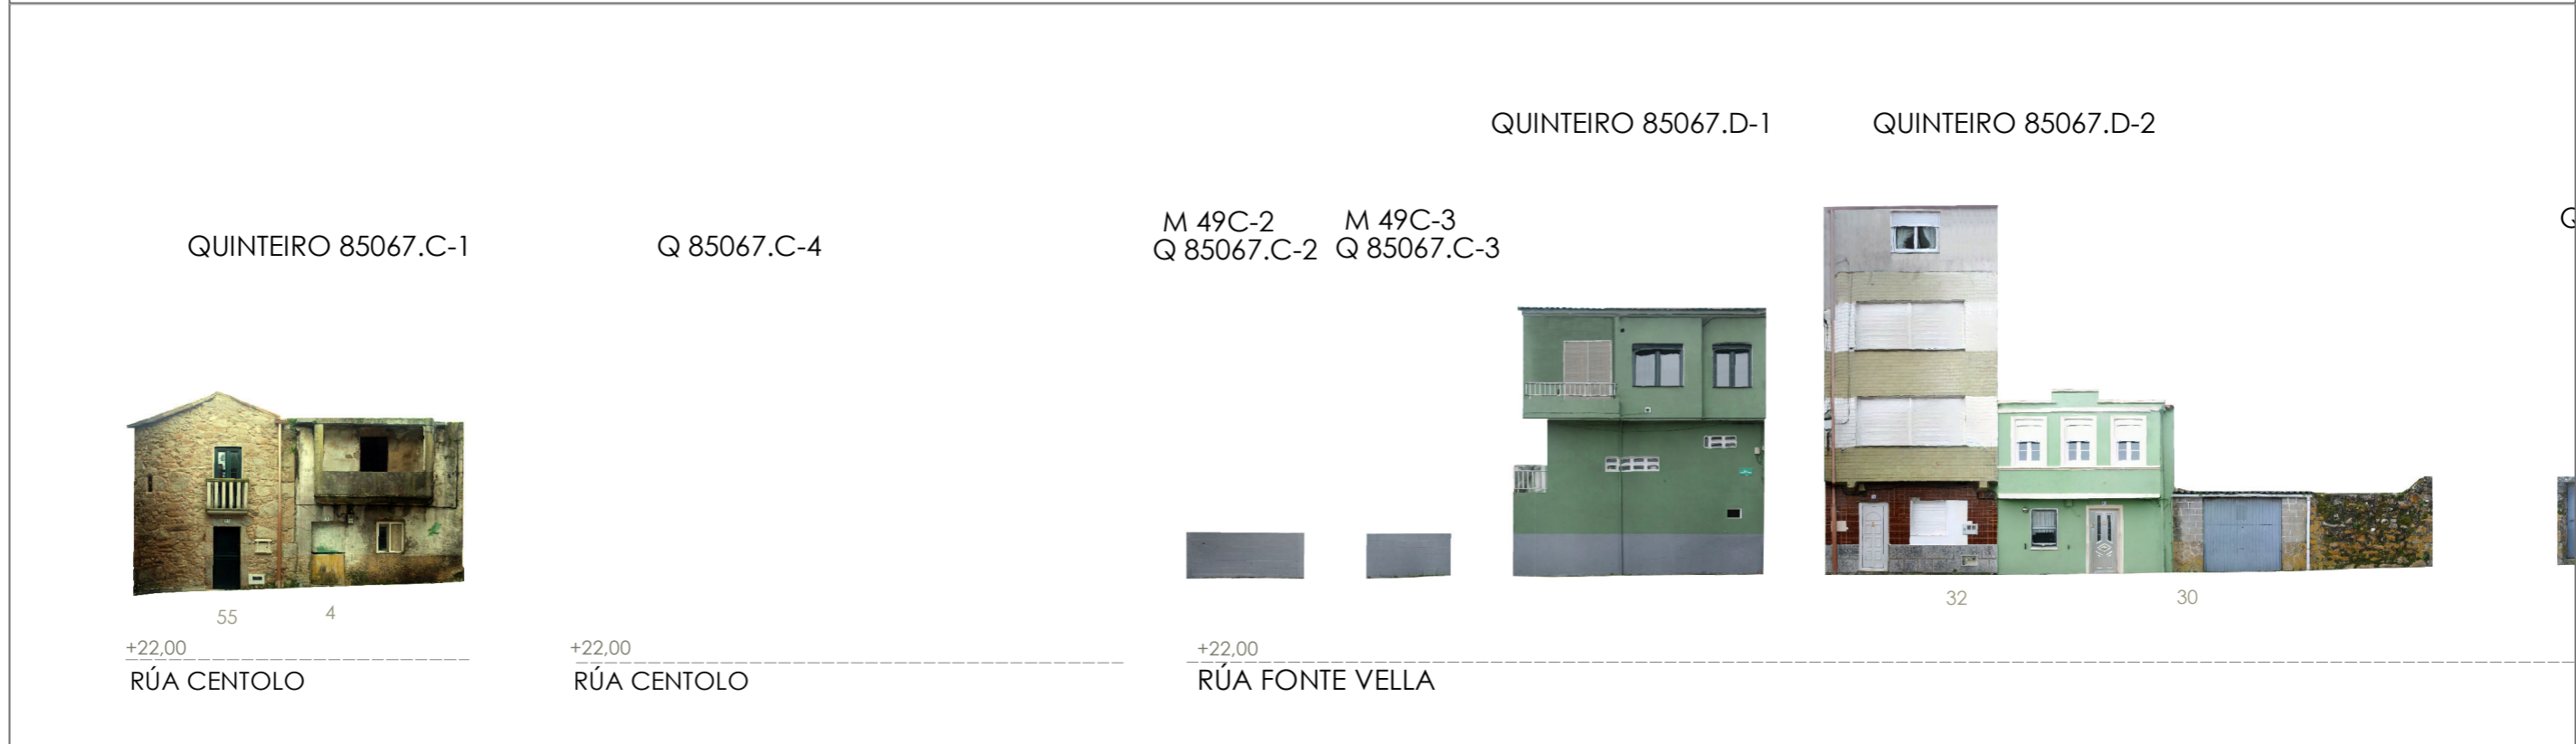 QUINTEIRO 85067.D-1
QUINTEIRO 85067.D-2
M 49C-2
M 49C-3
QUINTEIRO 85067.C-1
Q 85067.C-4
Q 85067.C-2
Q 85067.C-3
55
4
32
30
+22,00
+22,00
+22,00
RÚA CENTOLO
RÚA CENTOLO
RÚA FONTE VELLA